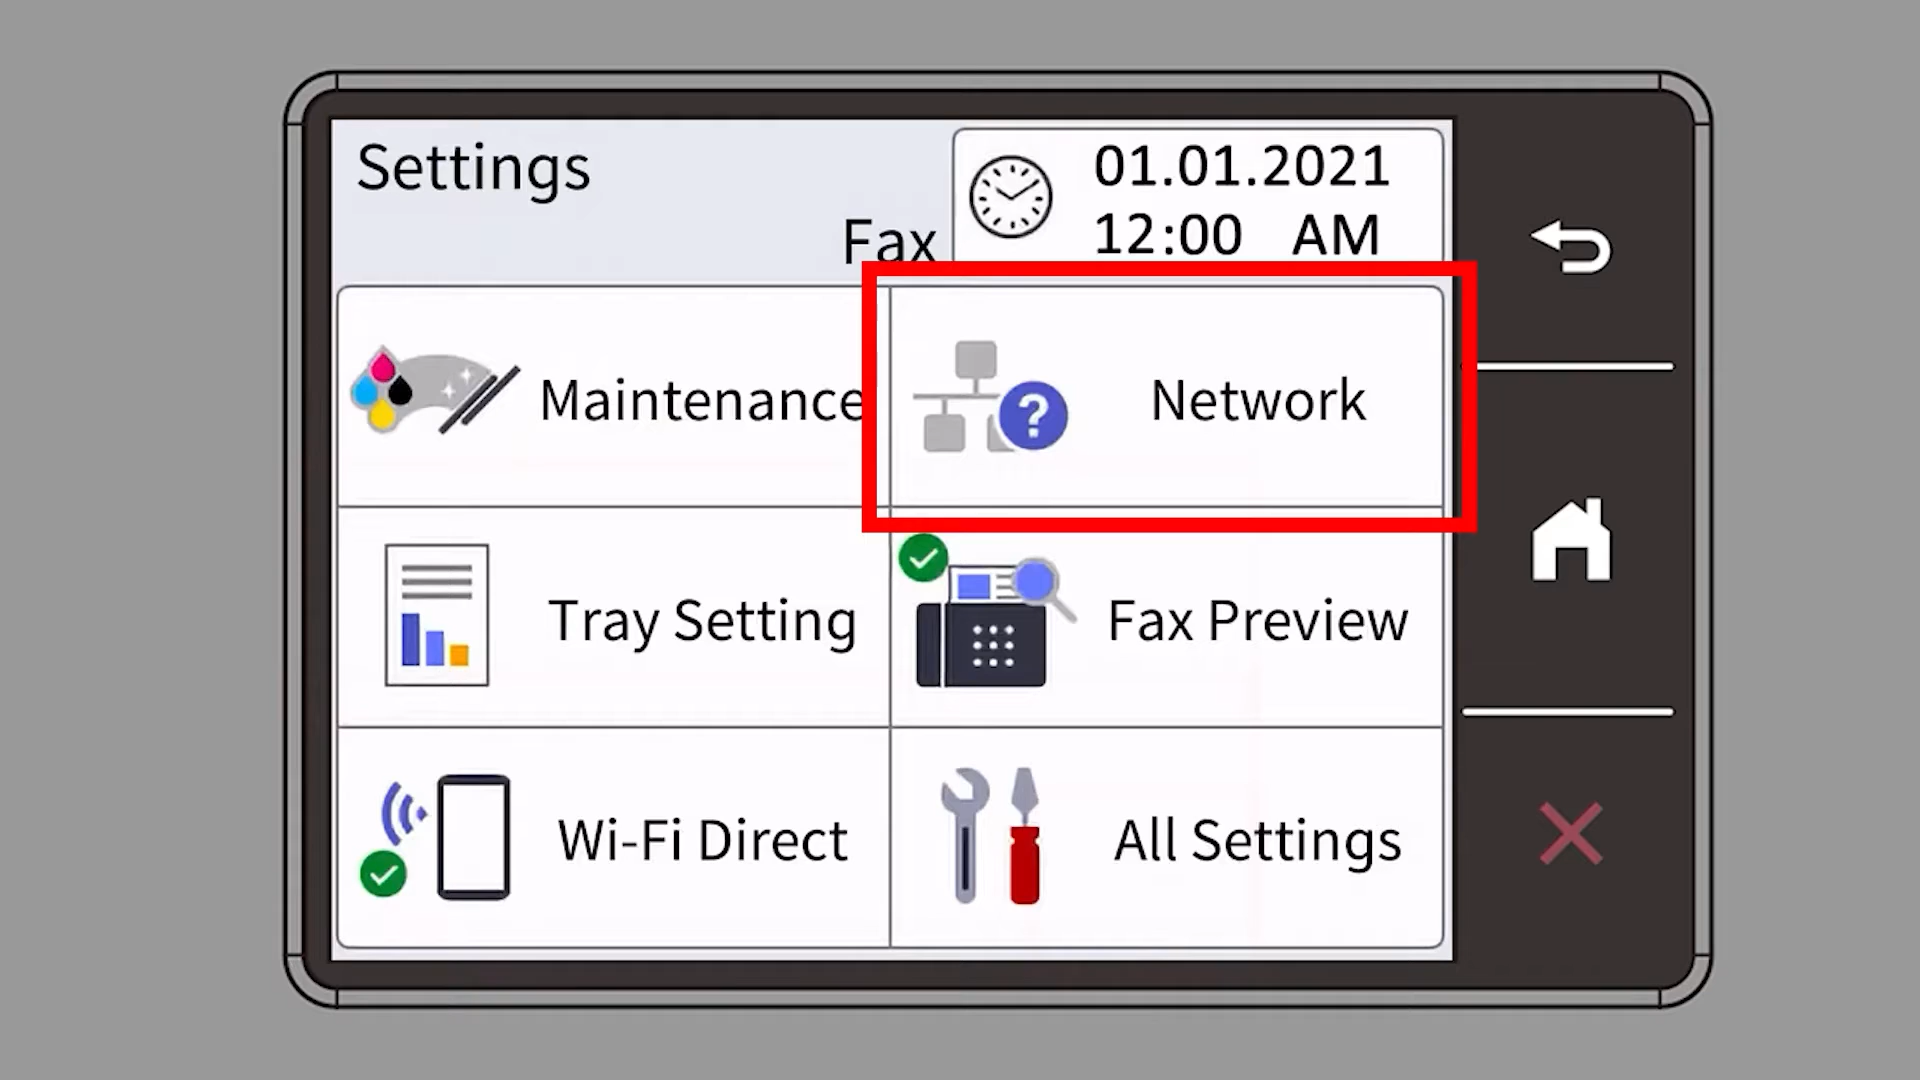 Settings
01.01.2021
12:00 AM
Fax
Maintenance
Network
?
Tray Setting
Fax Preview
Wi-Fi Direct
All Settings